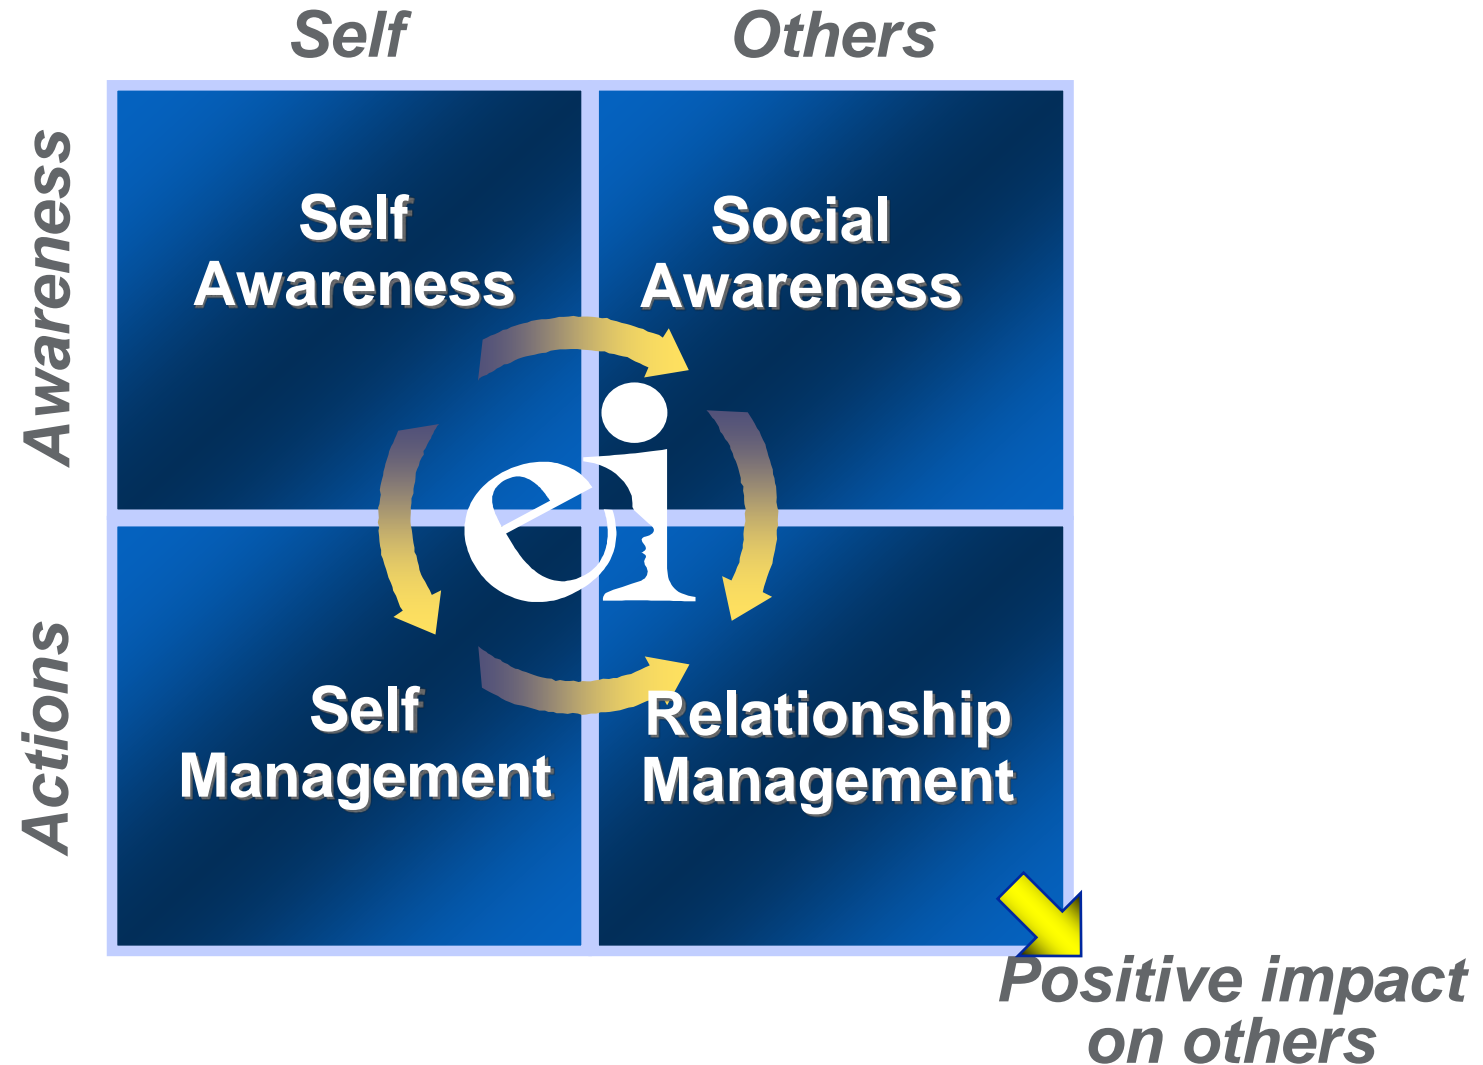 Self
Others
Awareness
Self
Awareness
Social
Awareness
ei
Actions
Self
Management
Relationship
Management
Positive impact
on others